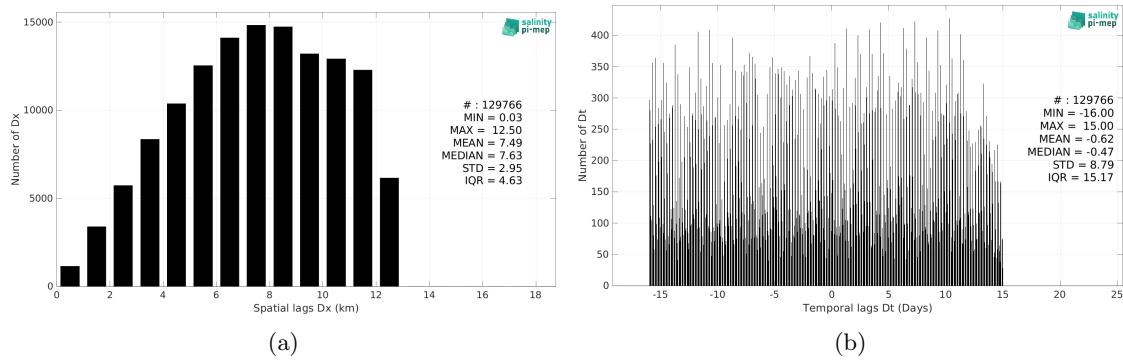 15000
10000
5000
0
0
2
4
6
8
10
12
14
16
18
Number of Dx
Spatial lags Dx (km)
salinity
pi-mep
# : 129766
MIN = 0.03
MAX = 12.50
MEAN = 7.49
MEDIAN = 7.63
STD = 2.95
IQR = 4.63
(a)
400
350
300
250
200
150
100
50
0
-15
-10
-5
0
5
10
15
20
25
Number of Dt
Temporal lags Dt (Days)
salinity
pi-mep
# : 129766
MIN = -16.00
MAX = 15.00
MEAN = -0.62
MEDIAN = -0.47
STD = 8.79
IQR = 15.17
(b)